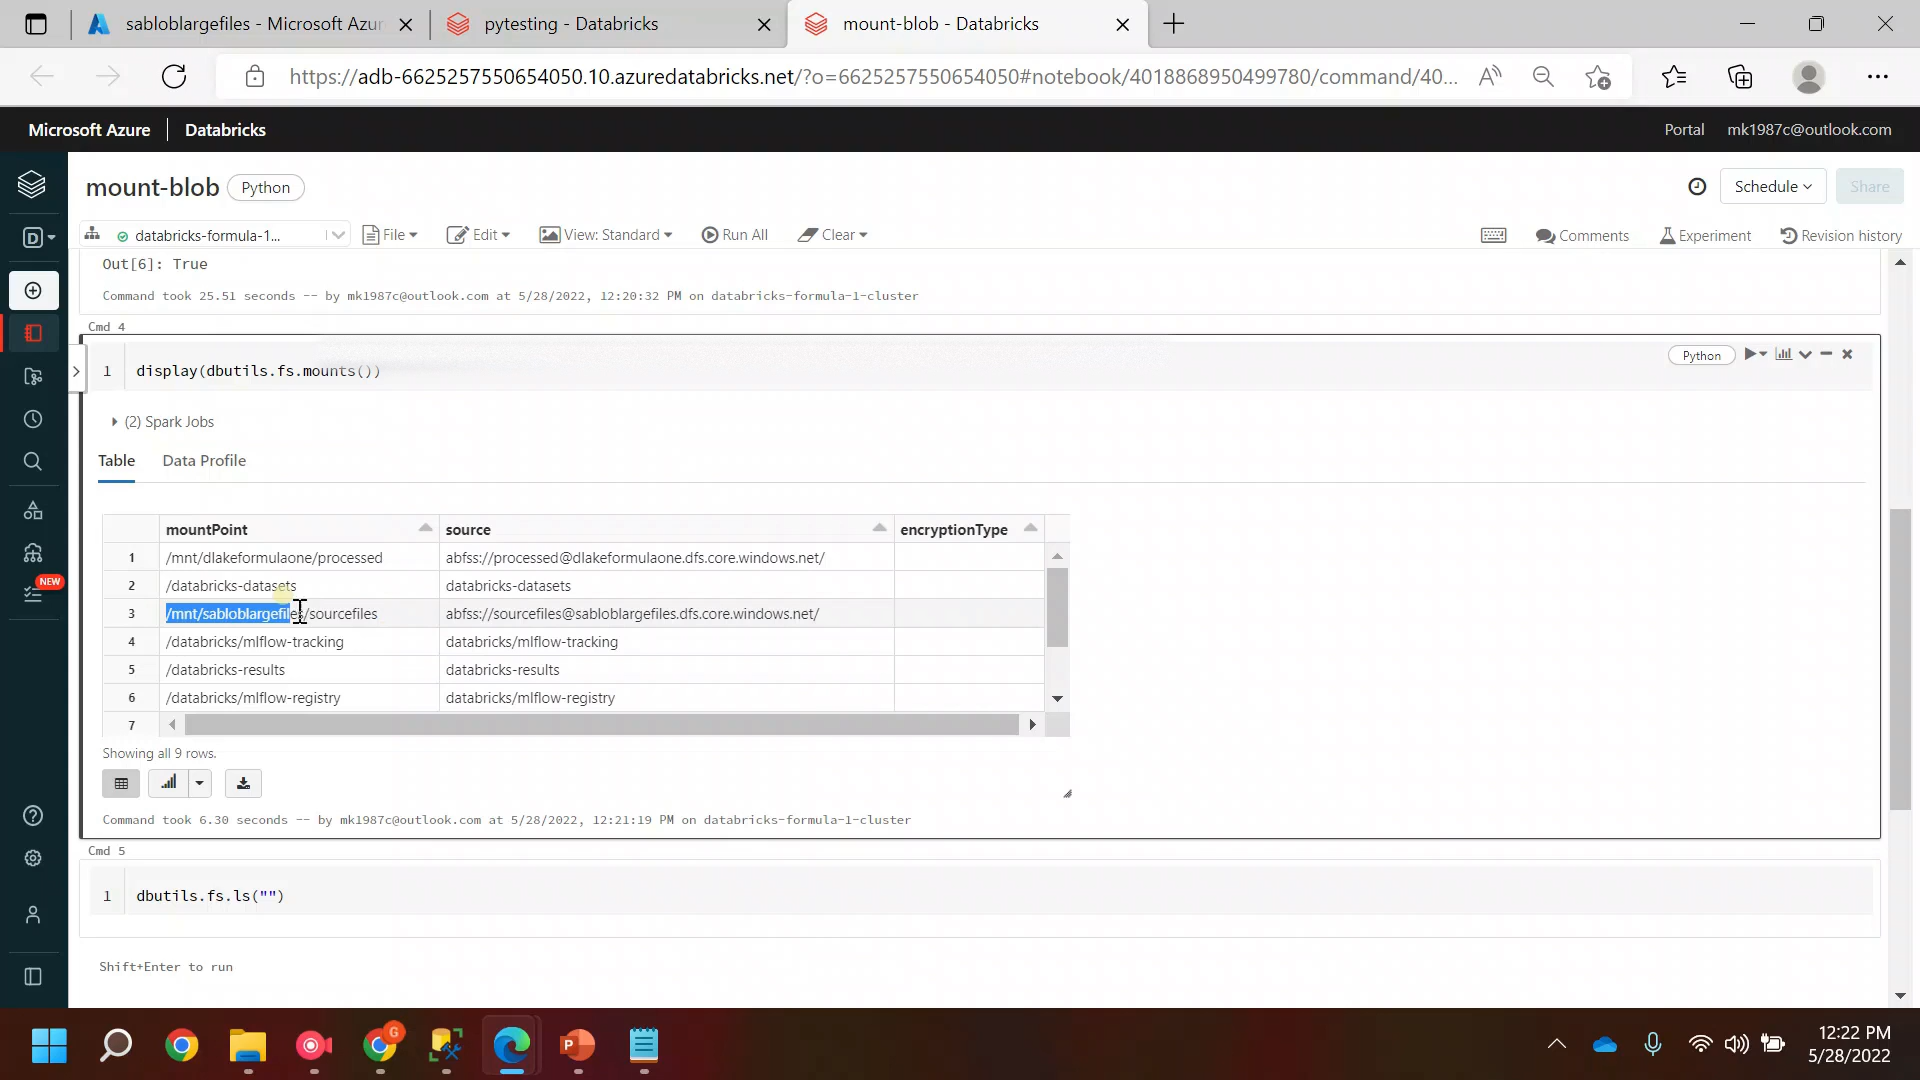 sabloblargefiles - Microsoft Azur
pytesting - Databricks
mount-blob - Databricks
https://adb-6625257550654050.10.azuredatabricks.net/?o=6625257550654050#notebook/4018868950499780/command/40...
Microsoft Azure
Databricks
Portal
mk1987c@outlook.com
mount-blob
Python
Schedule
Share
D
databricks-formula-1...
File
Edit
View: Standard
Run All
Clear
Comments
Experiment
Revision history
Out[6]: True
Command took 25.51 seconds -- by mk1987c@outlook.com at 5/28/2022, 12:20:32 PM on databricks-formula-1-cluster
Cmd 4
1 display(dbutils.fs.mounts())
Python
(2) Spark Jobs
Table
Data Profile
mountPoint source encryptionType
1 /mnt/dlakeformulaone/processed abfss://processed@dlakeformulaone.dfs.core.windows.net/
2 /databricks-datasets databricks-datasets
3 /mnt/sabloblargefiles/sourcefiles abfss://sourcefiles@sabloblargefiles.dfs.core.windows.net/
4 /databricks/mlflow-tracking databricks/mlflow-tracking
5 /databricks-results databricks-results
6 /databricks/mlflow-registry databricks/mlflow-registry
7
NEW
Showing all 9 rows.
Command took 6.30 seconds -- by mk1987c@outlook.com at 5/28/2022, 12:21:19 PM on databricks-formula-1-cluster
Cmd 5
1 dbutils.fs.ls("")
Shift+Enter to run
G
P
12:22 PM
5/28/2022